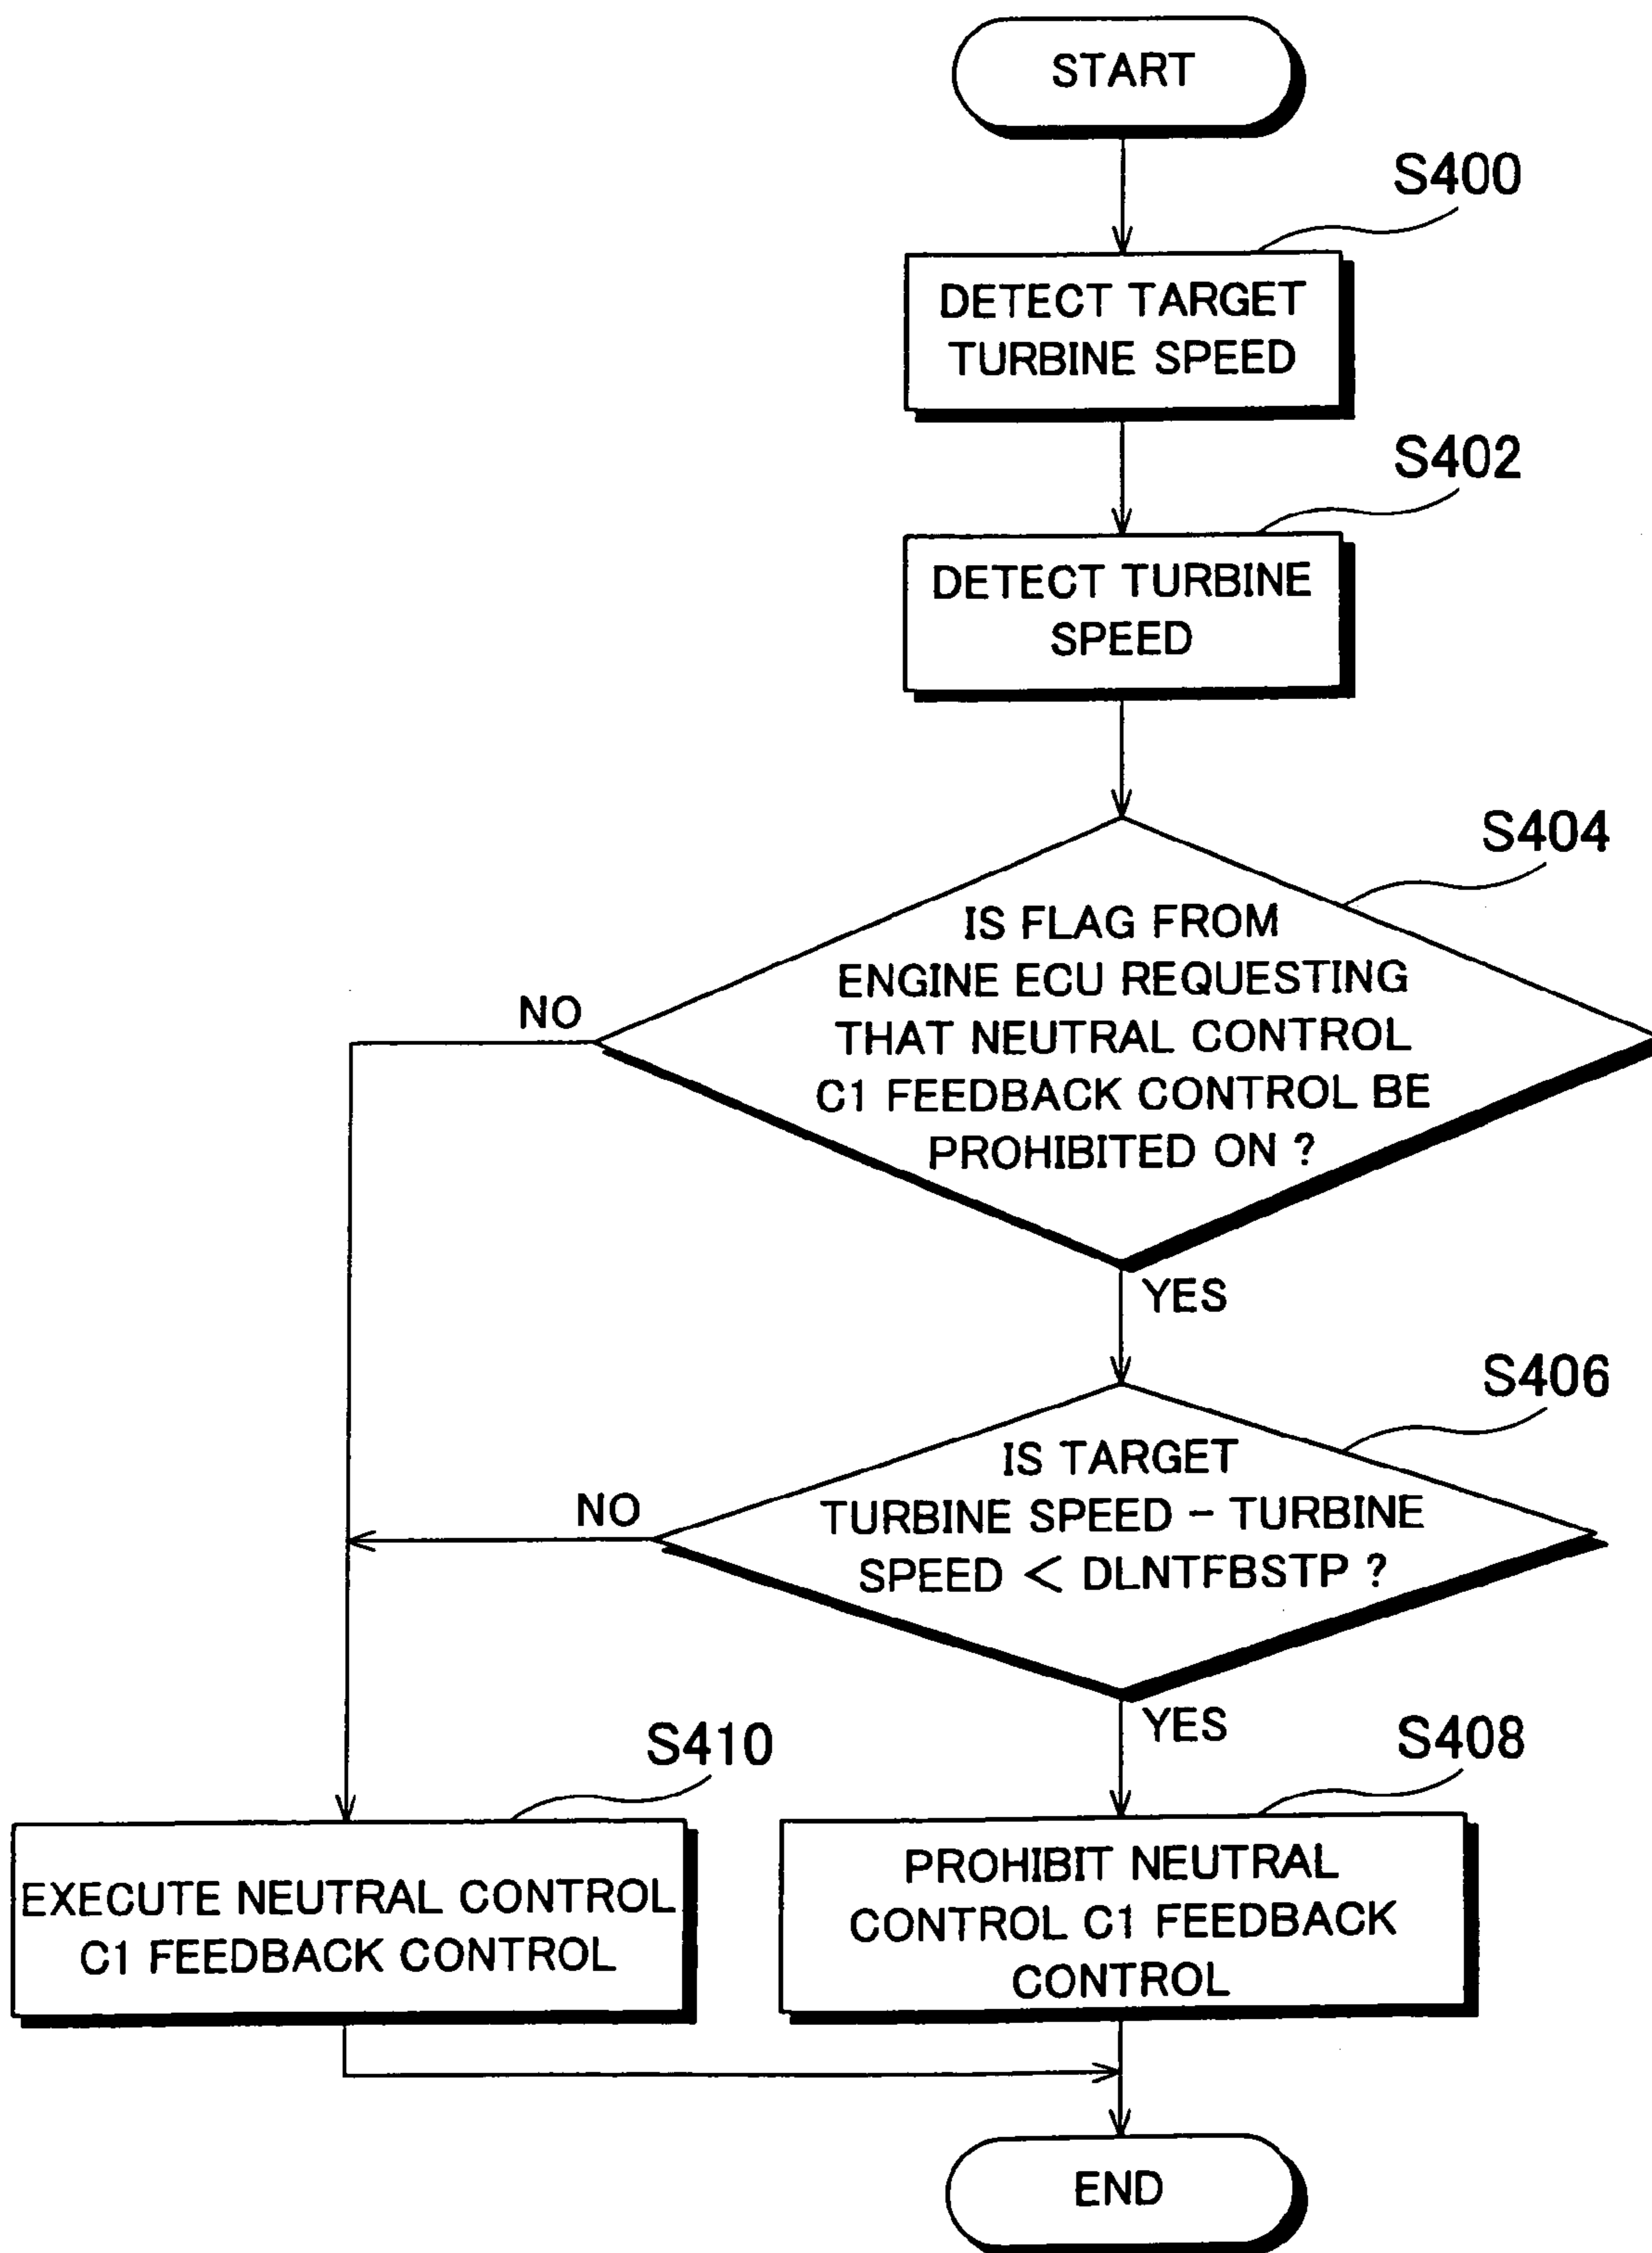 START
S400
DETECT TARGET
TURBINE SPEED
S402
DETECT TURBINE
SPEED
S404
IS FLAG FROM
ENGINE ECU REQUESTING
THAT NEUTRAL CONTROL
C1 FEEDBACK CONTROL BE
PROHIBITED ON ?
NO
YES
S406
IS TARGET
TURBINE SPEED − TURBINE
SPEED < DLNTFBSTP ?
NO
YES
S410
EXECUTE NEUTRAL CONTROL
C1 FEEDBACK CONTROL
S408
PROHIBIT NEUTRAL
CONTROL C1 FEEDBACK
CONTROL
END